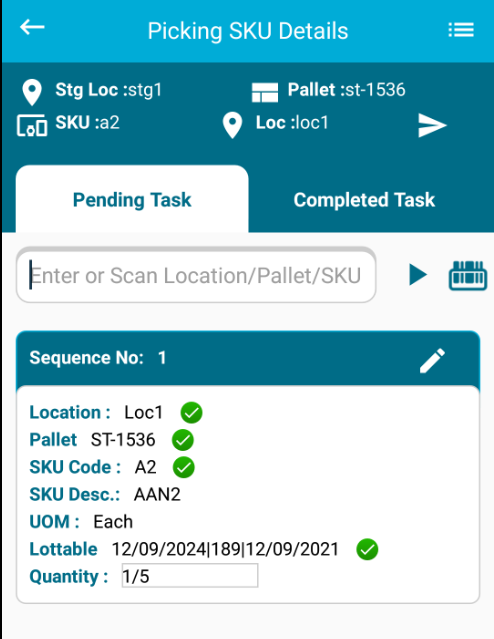 Picking SKU Details
Stg Loc :stg1 Pallet :st-1536
SKU :a2 Loc :loc1
Pending Task Completed Task
Enter or Scan Location/Pallet/SKU
Sequence No: 1
Location : Loc1
Pallet ST-1536
SKU Code : A2
SKU Desc.: AAN2
UOM : Each
Lottable 12/09/2024|189|12/09/2021
Quantity : 1/5